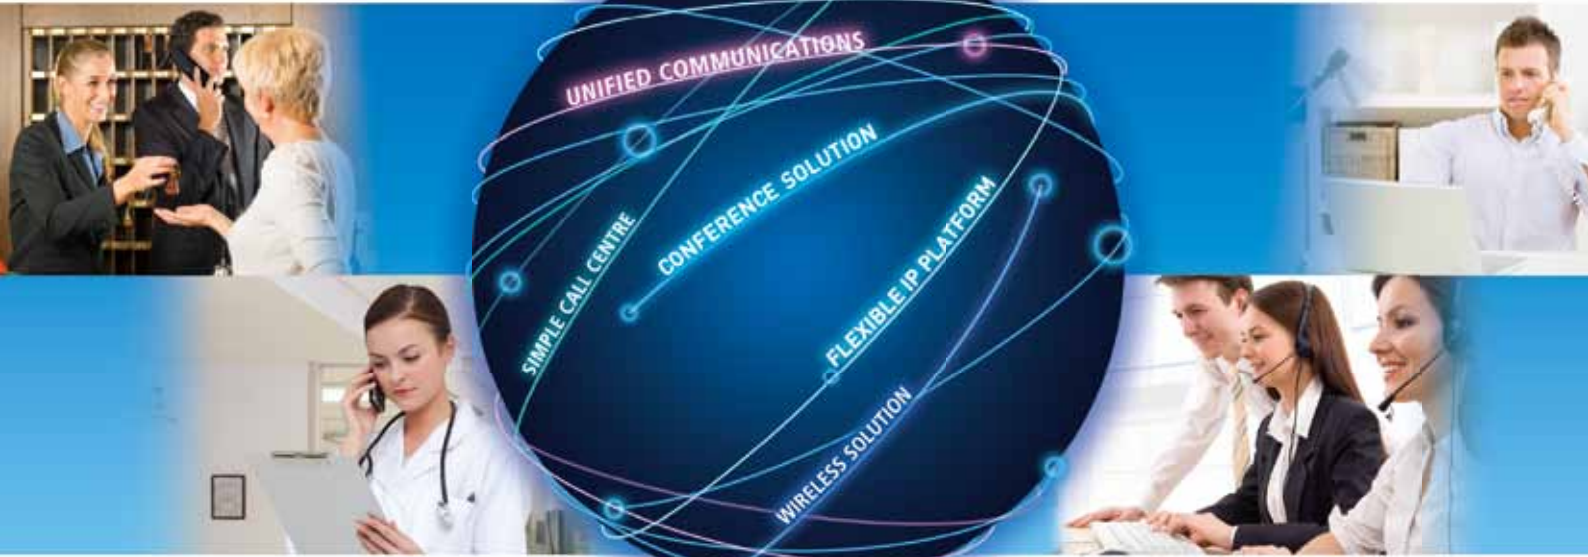 UNIFIED COMMUNICATIONS
CONFERENCE SOLUTION
SIMPLE CALL CENTRE
FLEXIBLE IP PLATFORM
WIRELESS SOLUTION